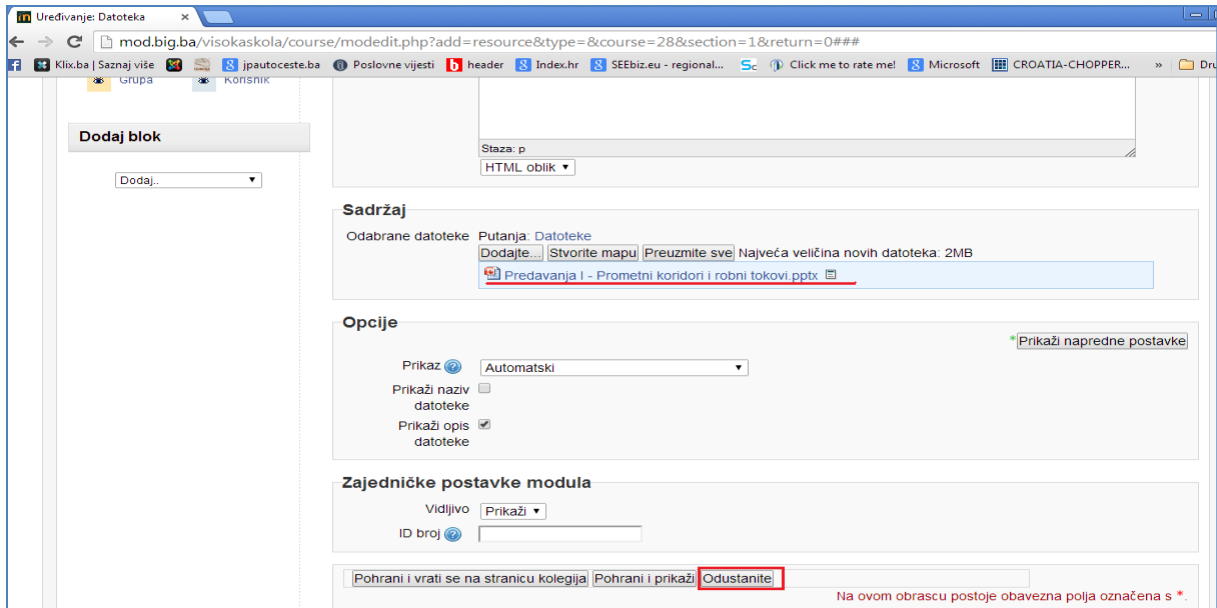 Uređivanje: Datoteka
mod.big.ba/visokaskola/course/modedit.php?add=resource&type=&course=28&section=1&return=0###
Klix.ba | Saznaj više jpautoceste.ba Poslovne vijesti header Index.hr SEEbiz.eu - regional... Click me to rate me! Microsoft CROATIA-CHOPPER... » Dru
Grupa Korisnik
Dodaj blok
Dodaj..
Staza: p
HTML oblik
Sadržaj
Odabrane datoteke Putanja: Datoteke
Dodajte... Stvorite mapu Preuzmite sve Najveća veličina novih datoteka: 2MB
Predavanja I - Prometni koridori i robni tokovi.pptx
Opcije
*Prikaži napredne postavke
Prikaz Automatski
Prikaži naziv
datoteke
Prikaži opis
datoteke
Zajedničke postavke modula
Vidljivo Prikaži
ID broj
Pohrani i vrati se na stranicu kolegija Pohrani i prikaži Odustanite
Na ovom obrascu postoje obavezna polja označena s *.